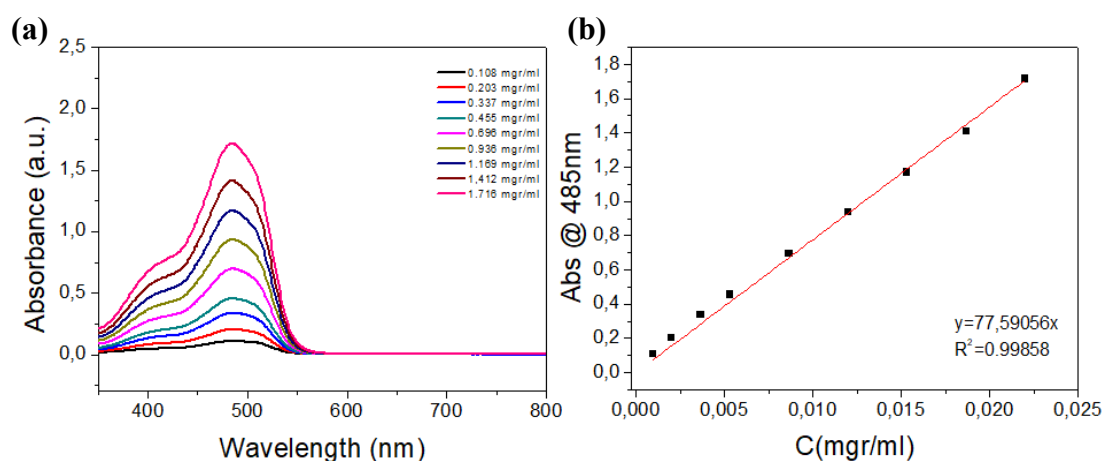 (a)
2,5
2,0
1,5
1,0
0,5
0,0
Absorbance (a.u.)
400 500 600 700 800
Wavelength (nm)
0.108 mgr/ml
0.203 mgr/ml
0.337 mgr/ml
0.455 mgr/ml
0.696 mgr/ml
0.936 mgr/ml
1.169 mgr/ml
1,412 mgr/ml
1.716 mgr/ml
(b)
1,8
1,6
1,4
1,2
1,0
0,8
0,6
0,4
0,2
0,0
Abs @ 485nm
0,000 0,005 0,010 0,015 0,020 0,025
C(mgr/ml)
y=77,59056x
R²=0.99858